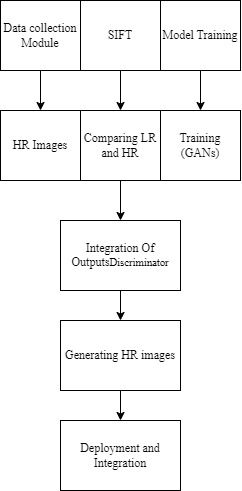 Data collection
Module
SIFT
Model Training
HR Images
Comparing LR
and HR
Training
(GANs)
Integration Of
OutputsDiscriminator
Generating HR images
Deployment and
Integration